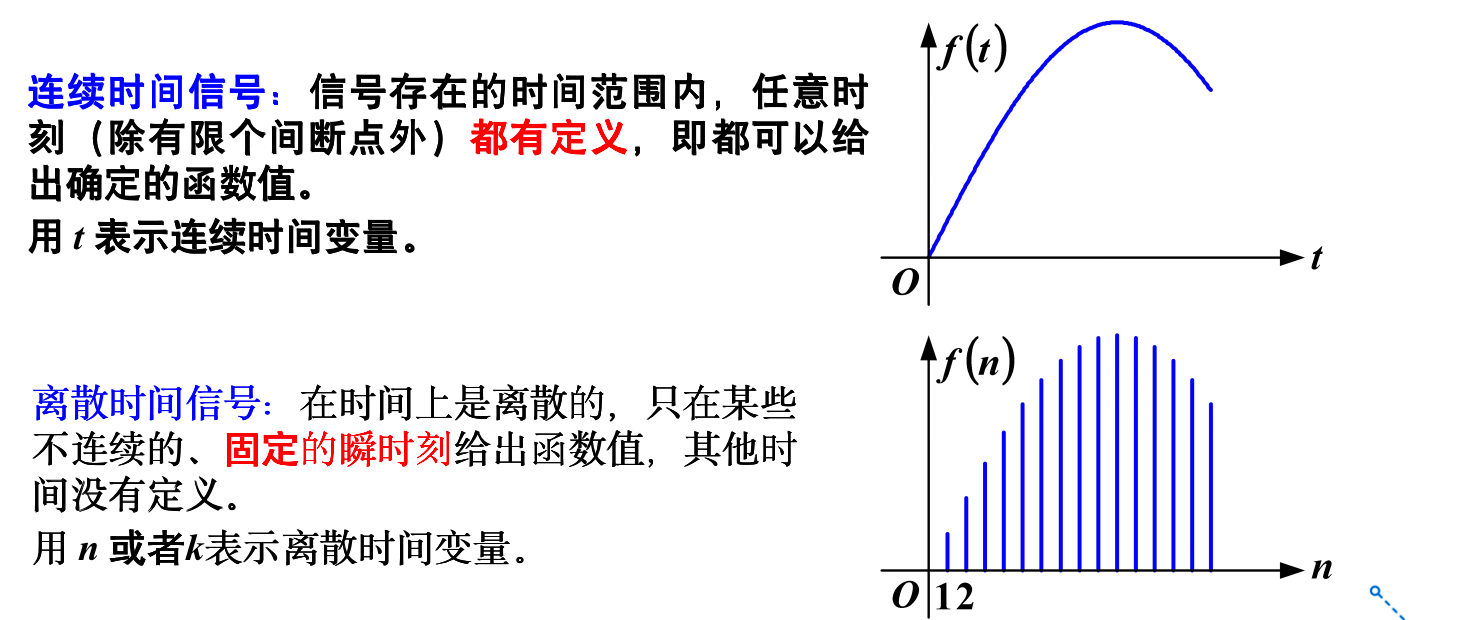 连续时间信号：信号存在的时间范围内，任意时
刻（除有限个间断点外）都有定义，即都可以给
出确定的函数值。
用 t 表示连续时间变量。
f(t)
t
O
离散时间信号：在时间上是离散的，只在某些
不连续的、固定的瞬时刻给出函数值，其他时
间没有定义。
用 n 或者k表示离散时间变量。
f(n)
n
O 12